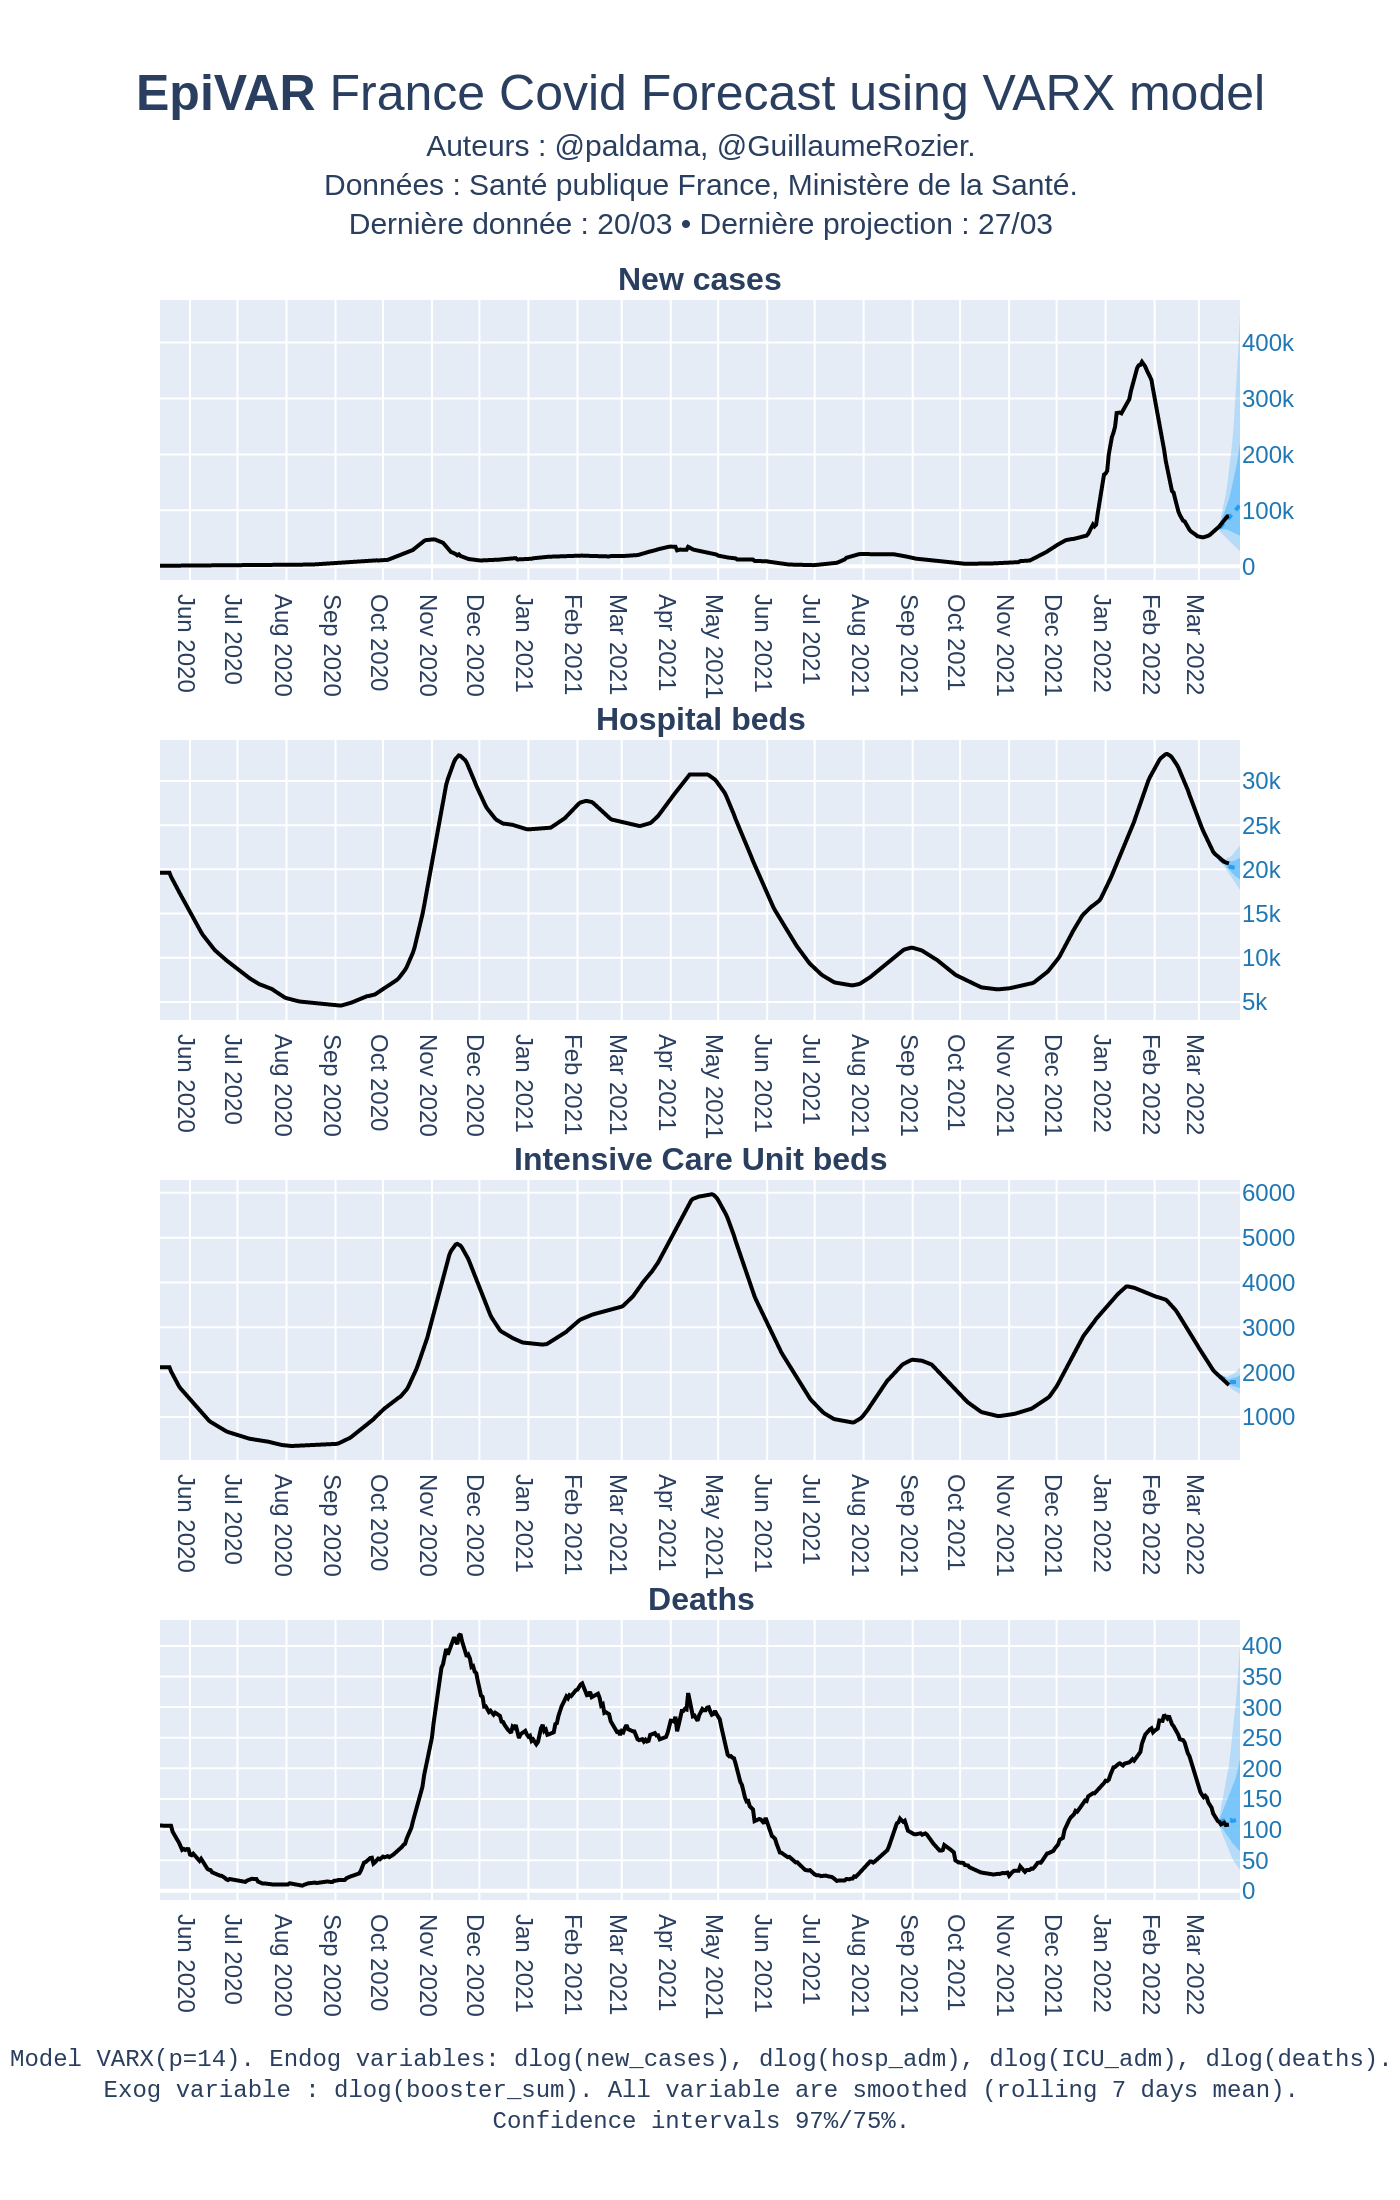 EpiVAR France Covid Forecast using VARX model
Auteurs : @paldama, @GuillaumeRozier.
Données : Santé publique France, Ministère de la Santé.
Dernière donnée : 20/03 • Dernière projection : 27/03
New cases
400k
300k
200k
100k
0
Jun 2020
Jul 2020
Aug 2020
Sep 2020
Oct 2020
Nov 2020
Dec 2020
Jan 2021
Feb 2021
Mar 2021
Apr 2021
May 2021
Jun 2021
Jul 2021
Aug 2021
Sep 2021
Oct 2021
Nov 2021
Dec 2021
Jan 2022
Feb 2022
Mar 2022
Hospital beds
30k
25k
20k
15k
10k
5k
Jun 2020
Jul 2020
Aug 2020
Sep 2020
Oct 2020
Nov 2020
Dec 2020
Jan 2021
Feb 2021
Mar 2021
Apr 2021
May 2021
Jun 2021
Jul 2021
Aug 2021
Sep 2021
Oct 2021
Nov 2021
Dec 2021
Jan 2022
Feb 2022
Mar 2022
Intensive Care Unit beds
6000
5000
4000
3000
2000
1000
Jun 2020
Jul 2020
Aug 2020
Sep 2020
Oct 2020
Nov 2020
Dec 2020
Jan 2021
Feb 2021
Mar 2021
Apr 2021
May 2021
Jun 2021
Jul 2021
Aug 2021
Sep 2021
Oct 2021
Nov 2021
Dec 2021
Jan 2022
Feb 2022
Mar 2022
Deaths
400
350
300
250
200
150
100
50
0
Jun 2020
Jul 2020
Aug 2020
Sep 2020
Oct 2020
Nov 2020
Dec 2020
Jan 2021
Feb 2021
Mar 2021
Apr 2021
May 2021
Jun 2021
Jul 2021
Aug 2021
Sep 2021
Oct 2021
Nov 2021
Dec 2021
Jan 2022
Feb 2022
Mar 2022
Model VARX(p=14). Endog variables: dlog(new_cases), dlog(hosp_adm), dlog(ICU_adm), dlog(deaths).
Exog variable : dlog(booster_sum). All variable are smoothed (rolling 7 days mean).
Confidence intervals 97%/75%.